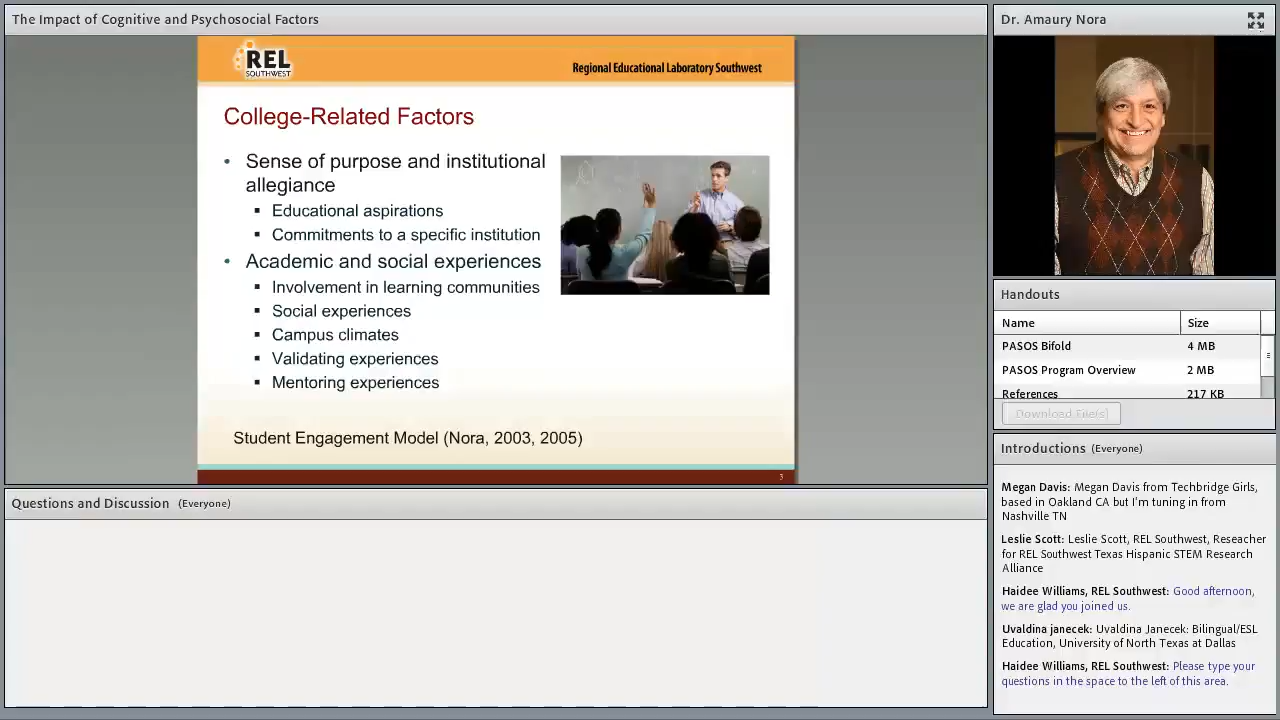 The Impact of Cognitive and Psychosocial Factors
REL
SOUTHWEST
Regional Educational Laboratory Southwest
College-Related Factors
• Sense of purpose and institutional
allegiance
▪ Educational aspirations
▪ Commitments to a specific institution
• Academic and social experiences
▪ Involvement in learning communities
▪ Social experiences
▪ Campus climates
▪ Validating experiences
▪ Mentoring experiences
Student Engagement Model (Nora, 2003, 2005)
3
Questions and Discussion (Everyone)
Dr. Amaury Nora
Handouts
Name Size
PASOS Bifold 4 MB
PASOS Program Overview 2 MB
References 217 KB
Download File(s)
Introductions (Everyone)
Megan Davis: Megan Davis from Techbridge Girls,
based in Oakland CA but I'm tuning in from
Nashville TN
Leslie Scott: Leslie Scott, REL Southwest, Reseacher
for REL Southwest Texas Hispanic STEM Research
Alliance
Haidee Williams, REL Southwest: Good afternoon,
we are glad you joined us.
Uvaldina janecek: Uvaldina Janecek: Bilingual/ESL
Education, University of North Texas at Dallas
Haidee Williams, REL Southwest: Please type your
questions in the space to the left of this area.